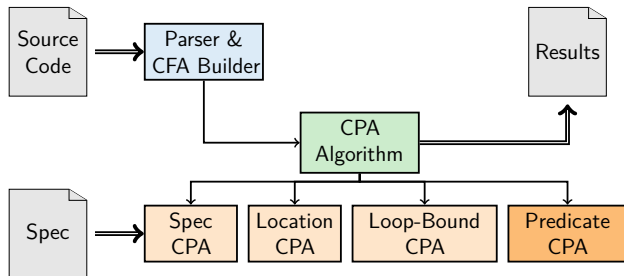 Source
Code
Parser &
CFA Builder
Results
CPA
Algorithm
Spec
Spec
CPA
Location
CPA
Loop-Bound
CPA
Predicate
CPA